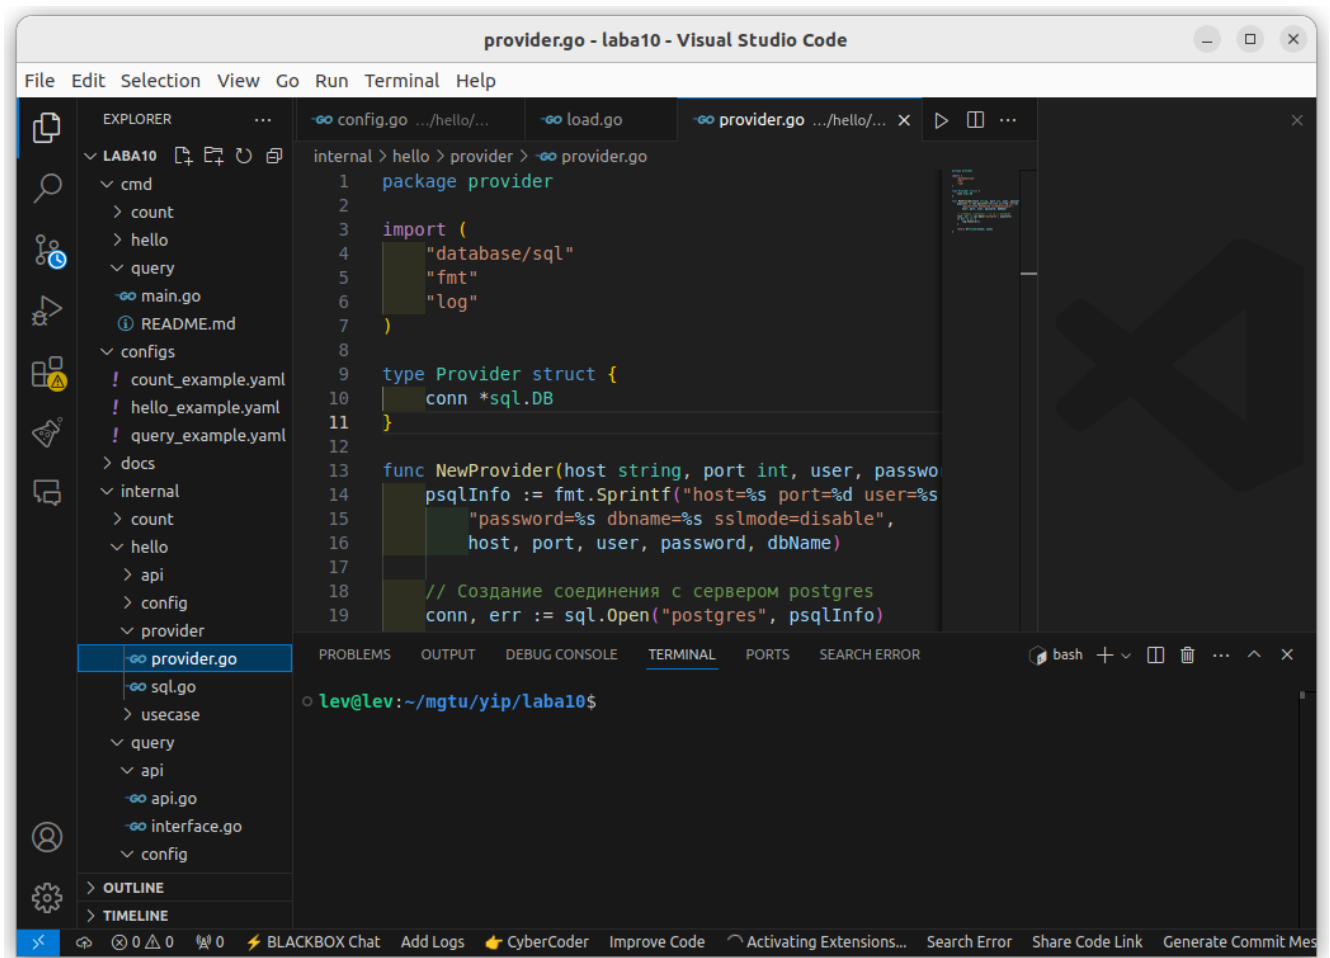 provider.go - laba10 - Visual Studio Code
File Edit Selection View Go Run Terminal Help
EXPLORER
LABA10
cmd
count
hello
query
main.go
README.md
configs
count_example.yaml
hello_example.yaml
query_example.yaml
docs
internal
count
hello
api
config
provider
provider.go
sql.go
usecase
query
api
api.go
interface.go
config
OUTLINE
TIMELINE
config.go .../hello/... load.go provider.go .../hello/...
internal > hello > provider > provider.go
1 package provider
2
3 import (
4 "database/sql"
5 "fmt"
6 "log"
7 )
8
9 type Provider struct {
10 conn *sql.DB
11 }
12
13 func NewProvider(host string, port int, user, passwo
14 psqlInfo := fmt.Sprintf("host=%s port=%d user=%s
15 "password=%s dbname=%s sslmode=disable",
16 host, port, user, password, dbName)
17
18 // Создание соединения с сервером postgres
19 conn, err := sql.Open("postgres", psqlInfo)
PROBLEMS OUTPUT DEBUG CONSOLE TERMINAL PORTS SEARCH ERROR bash
lev@lev:~/mgtu/yip/laba10$
0 0 0 BLACKBOX Chat Add Logs CyberCoder Improve Code Activating Extensions... Search Error Share Code Link Generate Commit Mes